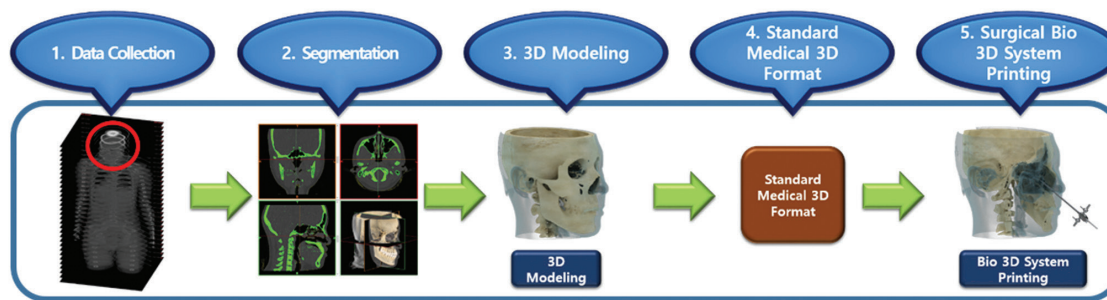 1. Data Collection
2. Segmentation
3. 3D Modeling
4. Standard
Medical 3D
Format
5. Surgical Bio
3D System
Printing
Standard
Medical 3D
Format
3D
Modeling
Bio 3D System
Printing